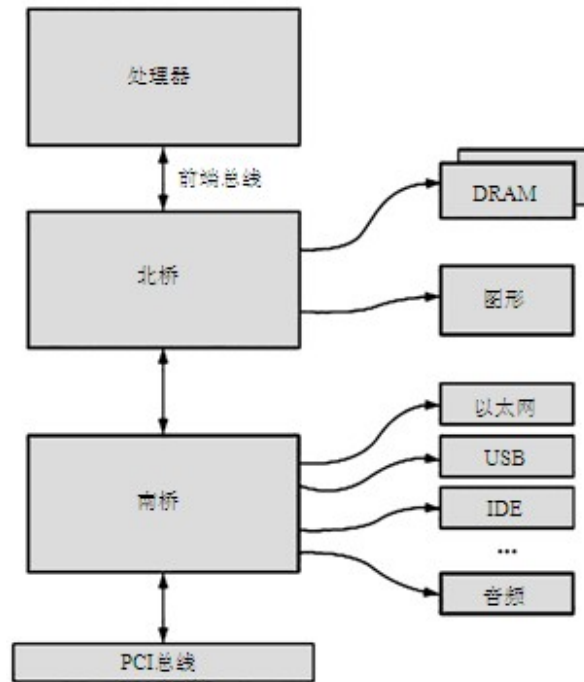 处理器
前端总线
DRAM
北桥
图形
以太网
USB
南桥
IDE
...
音频
PCI总线